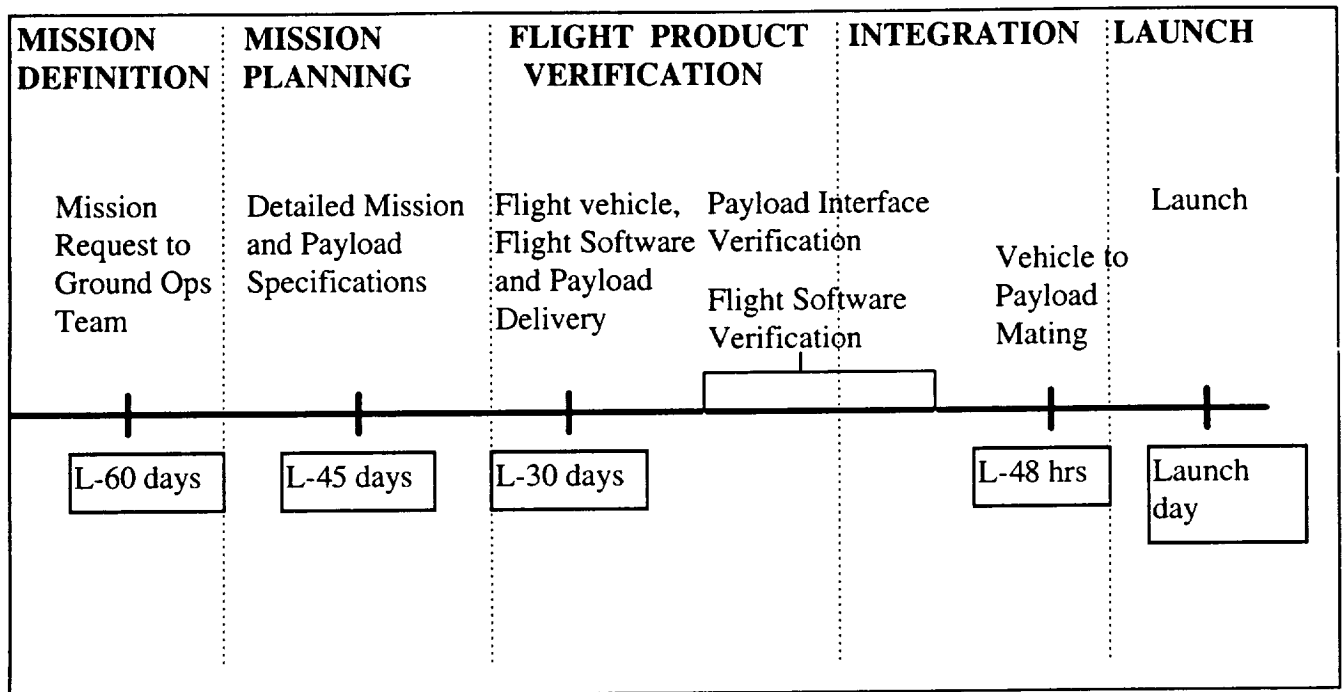 MISSION
DEFINITION
MISSION
PLANNING
FLIGHT PRODUCT
VERIFICATION
INTEGRATION
LAUNCH
Mission
Request to
Ground Ops
Team
Detailed Mission
and Payload
Specifications
Flight vehicle,
Flight Software
and Payload
Delivery
Payload Interface
Verification
Flight Software
Verification
Vehicle to
Payload
Mating
Launch
L-60 days
L-45 days
L-30 days
L-48 hrs
Launch
day